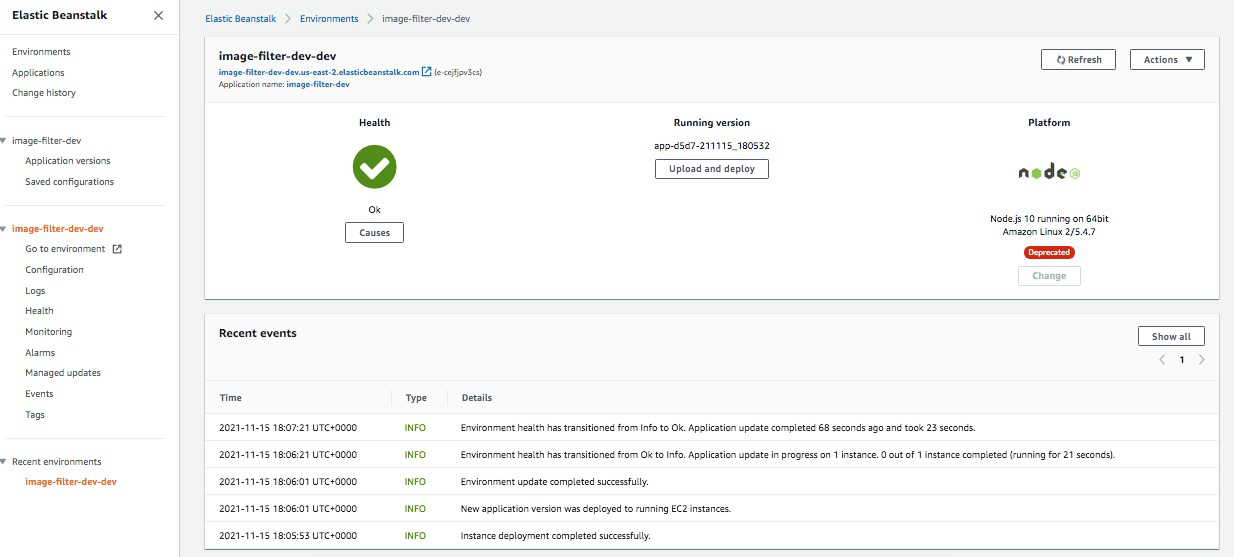 Elastic Beanstalk
Environments
Applications
Change history
image-filter-dev
Application versions
Saved configurations
image-filter-dev-dev
Go to environment
Configuration
Logs
Health
Monitoring
Alarms
Managed updates
Events
Tags
Recent environments
image-filter-dev-dev
Elastic Beanstalk > Environments > image-filter-dev-dev
image-filter-dev-dev
image-filter-dev-dev.us-east-2.elasticbeanstalk.com (e-cejfjpv3cs)
Application name: image-filter-dev
Refresh
Actions
Health
Ok
Causes
Running version
app-d5d7-211115_180532
Upload and deploy
Platform
node JS
Node.js 10 running on 64bit
Amazon Linux 2/5.4.7
Deprecated
Change
Recent events
Show all
1
Time Type Details
2021-11-15 18:07:21 UTC+0000 INFO Environment health has transitioned from Info to Ok. Application update completed 68 seconds ago and took 23 seconds.
2021-11-15 18:06:21 UTC+0000 INFO Environment health has transitioned from Ok to Info. Application update in progress on 1 instance. 0 out of 1 instance completed (running for 21 seconds).
2021-11-15 18:06:01 UTC+0000 INFO Environment update completed successfully.
2021-11-15 18:06:01 UTC+0000 INFO New application version was deployed to running EC2 instances.
2021-11-15 18:05:53 UTC+0000 INFO Instance deployment completed successfully.